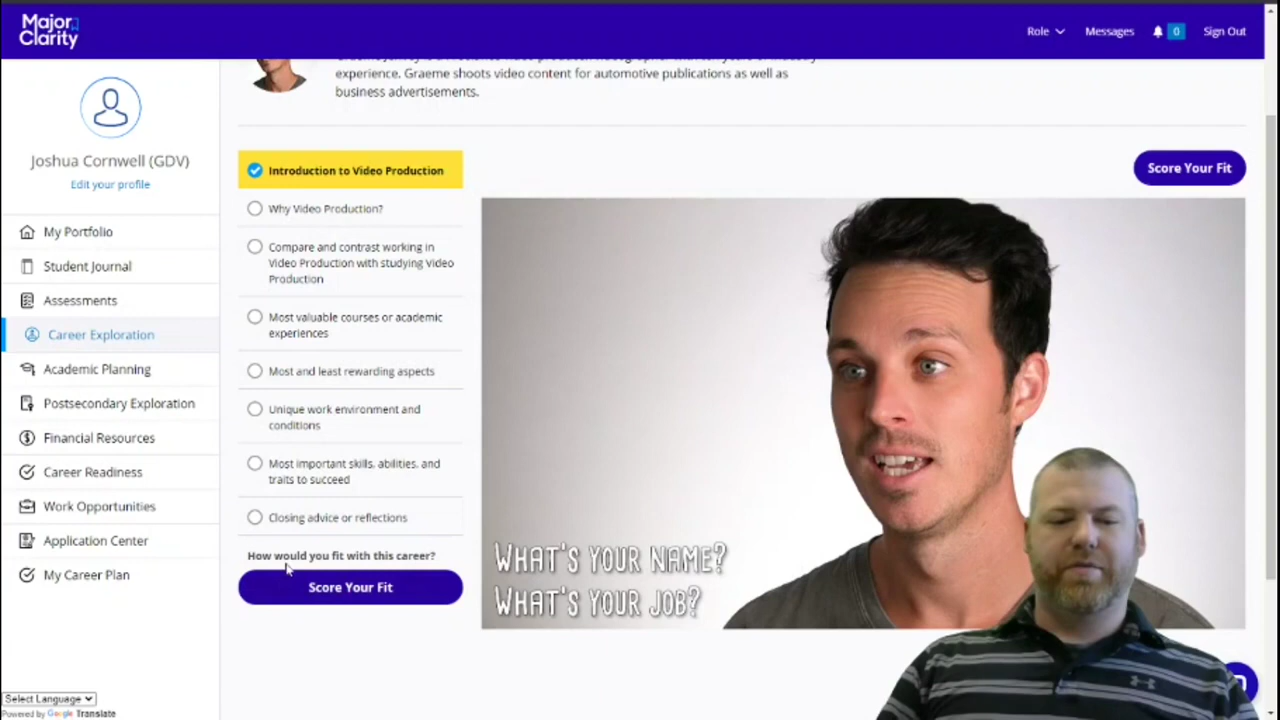 Major
Clarity
Role
Messages
0
Sign Out
experience. Graeme shoots video content for automotive publications as well as
business advertisements.
Joshua Cornwell (GDV)
Edit your profile
My Portfolio
Student Journal
Assessments
Career Exploration
Academic Planning
Postsecondary Exploration
Financial Resources
Career Readiness
Work Opportunities
Application Center
My Career Plan
Select Language
Powered by Google Translate
Introduction to Video Production
Why Video Production?
Compare and contrast working in
Video Production with studying Video
Production
Most valuable courses or academic
experiences
Most and least rewarding aspects
Unique work environment and
conditions
Most important skills, abilities, and
traits to succeed
Closing advice or reflections
How would you fit with this career?
Score Your Fit
Score Your Fit
WHAT'S YOUR NAME?
WHAT'S YOUR JOB?